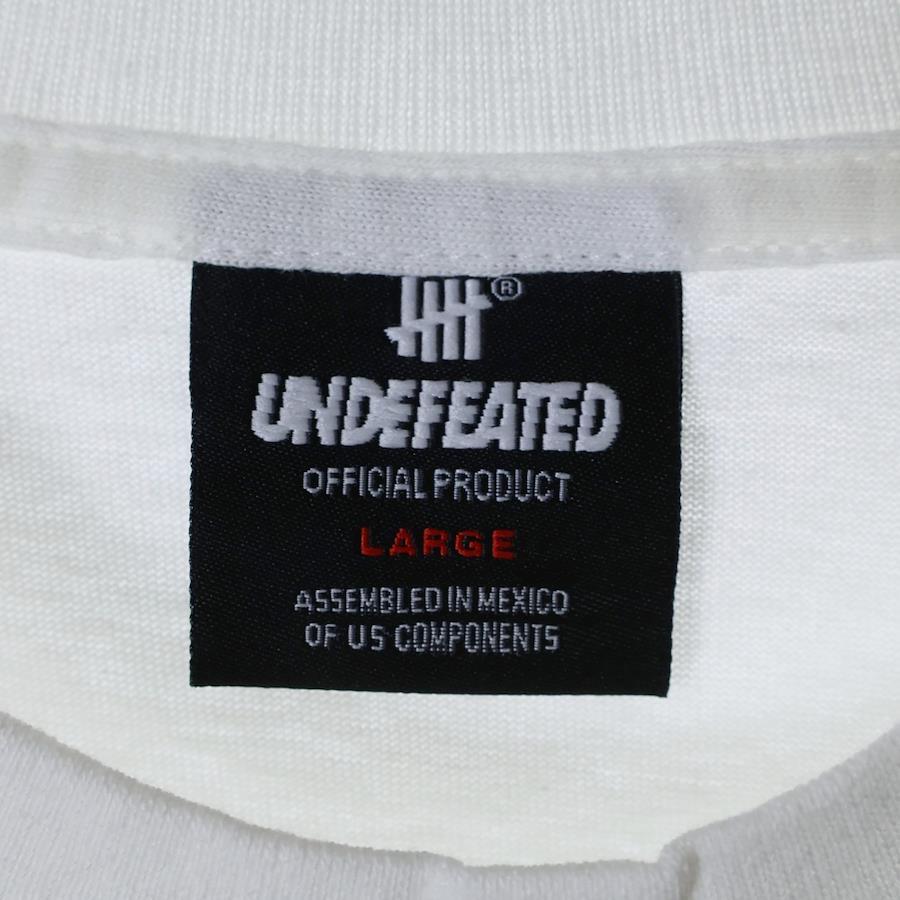 ®
UNDEFEATED
OFFICIAL PRODUCT
LARGE
ASSEMBLED IN MEXICO
OF US COMPONENTS